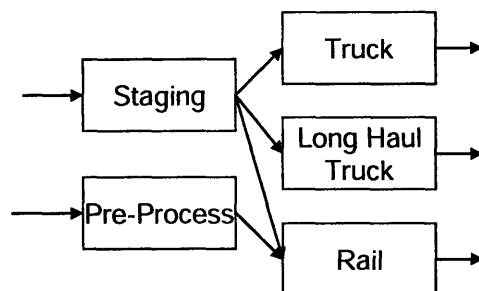 Truck
Staging
Long Haul
Truck
Pre-Process
Rail